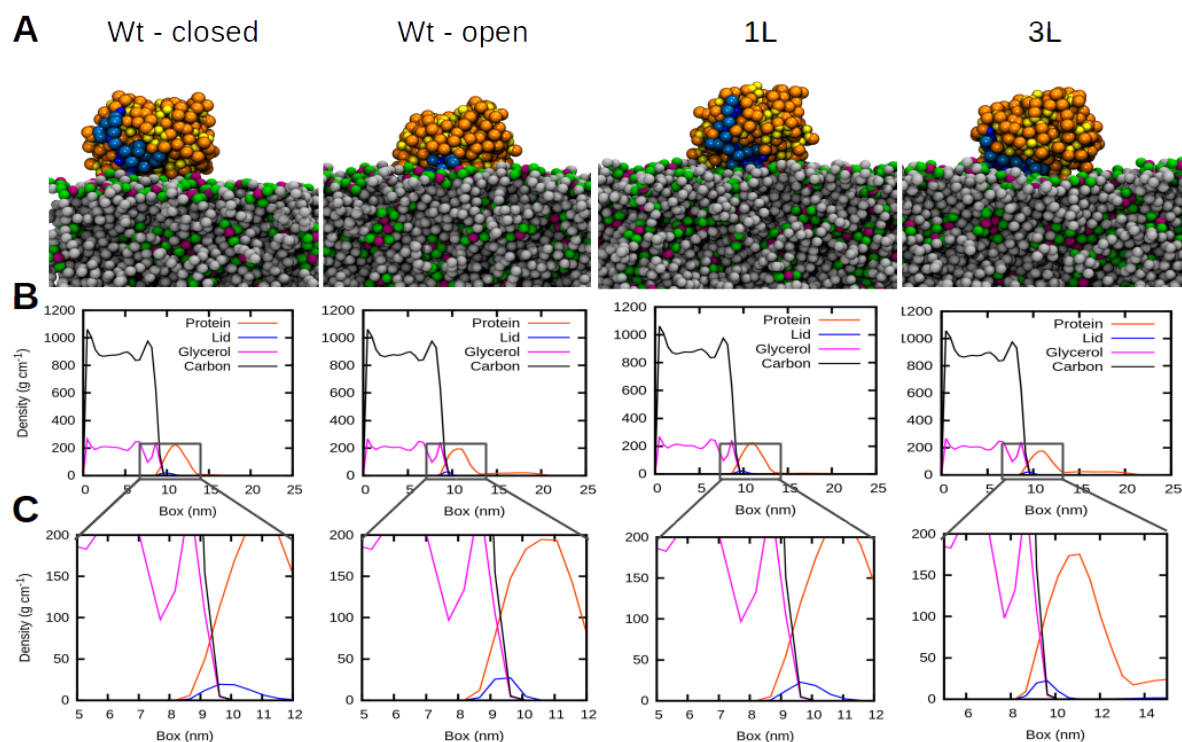 A Wt - closed Wt - open 1L 3L
B
1200 1000 800 600 400 200 0
Density (g cm-1)
Protein
Lid
Glycerol
Carbon
0 5 10 15 20 25
Box (nm)
1200 1000 800 600 400 200 0
Protein
Lid
Glycerol
Carbon
0 5 10 15 20 25
Box (nm)
1200 1000 800 600 400 200 0
Protein
Lid
Glycerol
Carbon
0 5 10 15 20 25
Box (nm)
1200 1000 800 600 400 200 0
Protein
Lid
Glycerol
Carbon
0 5 10 15 20 25
Box (nm)
C
200 150 100 50 0
Density (g cm-1)
5 6 7 8 9 10 11 12
Box (nm)
200 150 100 50 0
5 6 7 8 9 10 11 12
Box (nm)
200 150 100 50 0
5 6 7 8 9 10 11 12
Box (nm)
200 150 100 50 0
6 8 10 12 14
Box (nm)